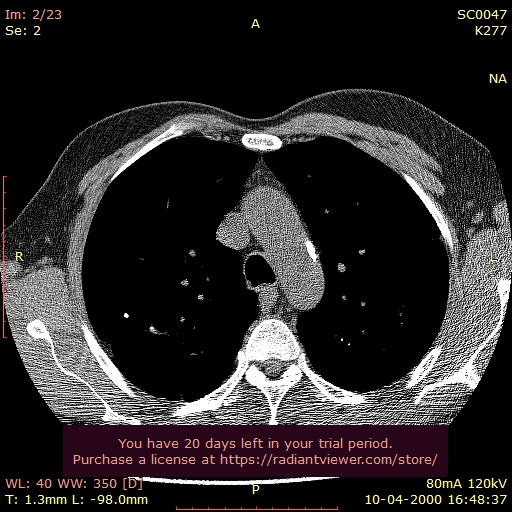 Im: 2/23
Se: 2
A
SC0047
K277
NA
R
L
You have 20 days left in your trial period.
Purchase a license at https://radiantviewer.com/store/
WL: 40 WW: 350 [D]
T: 1.3mm L: -98.0mm
P
80mA 120kV
10-04-2000 16:48:37